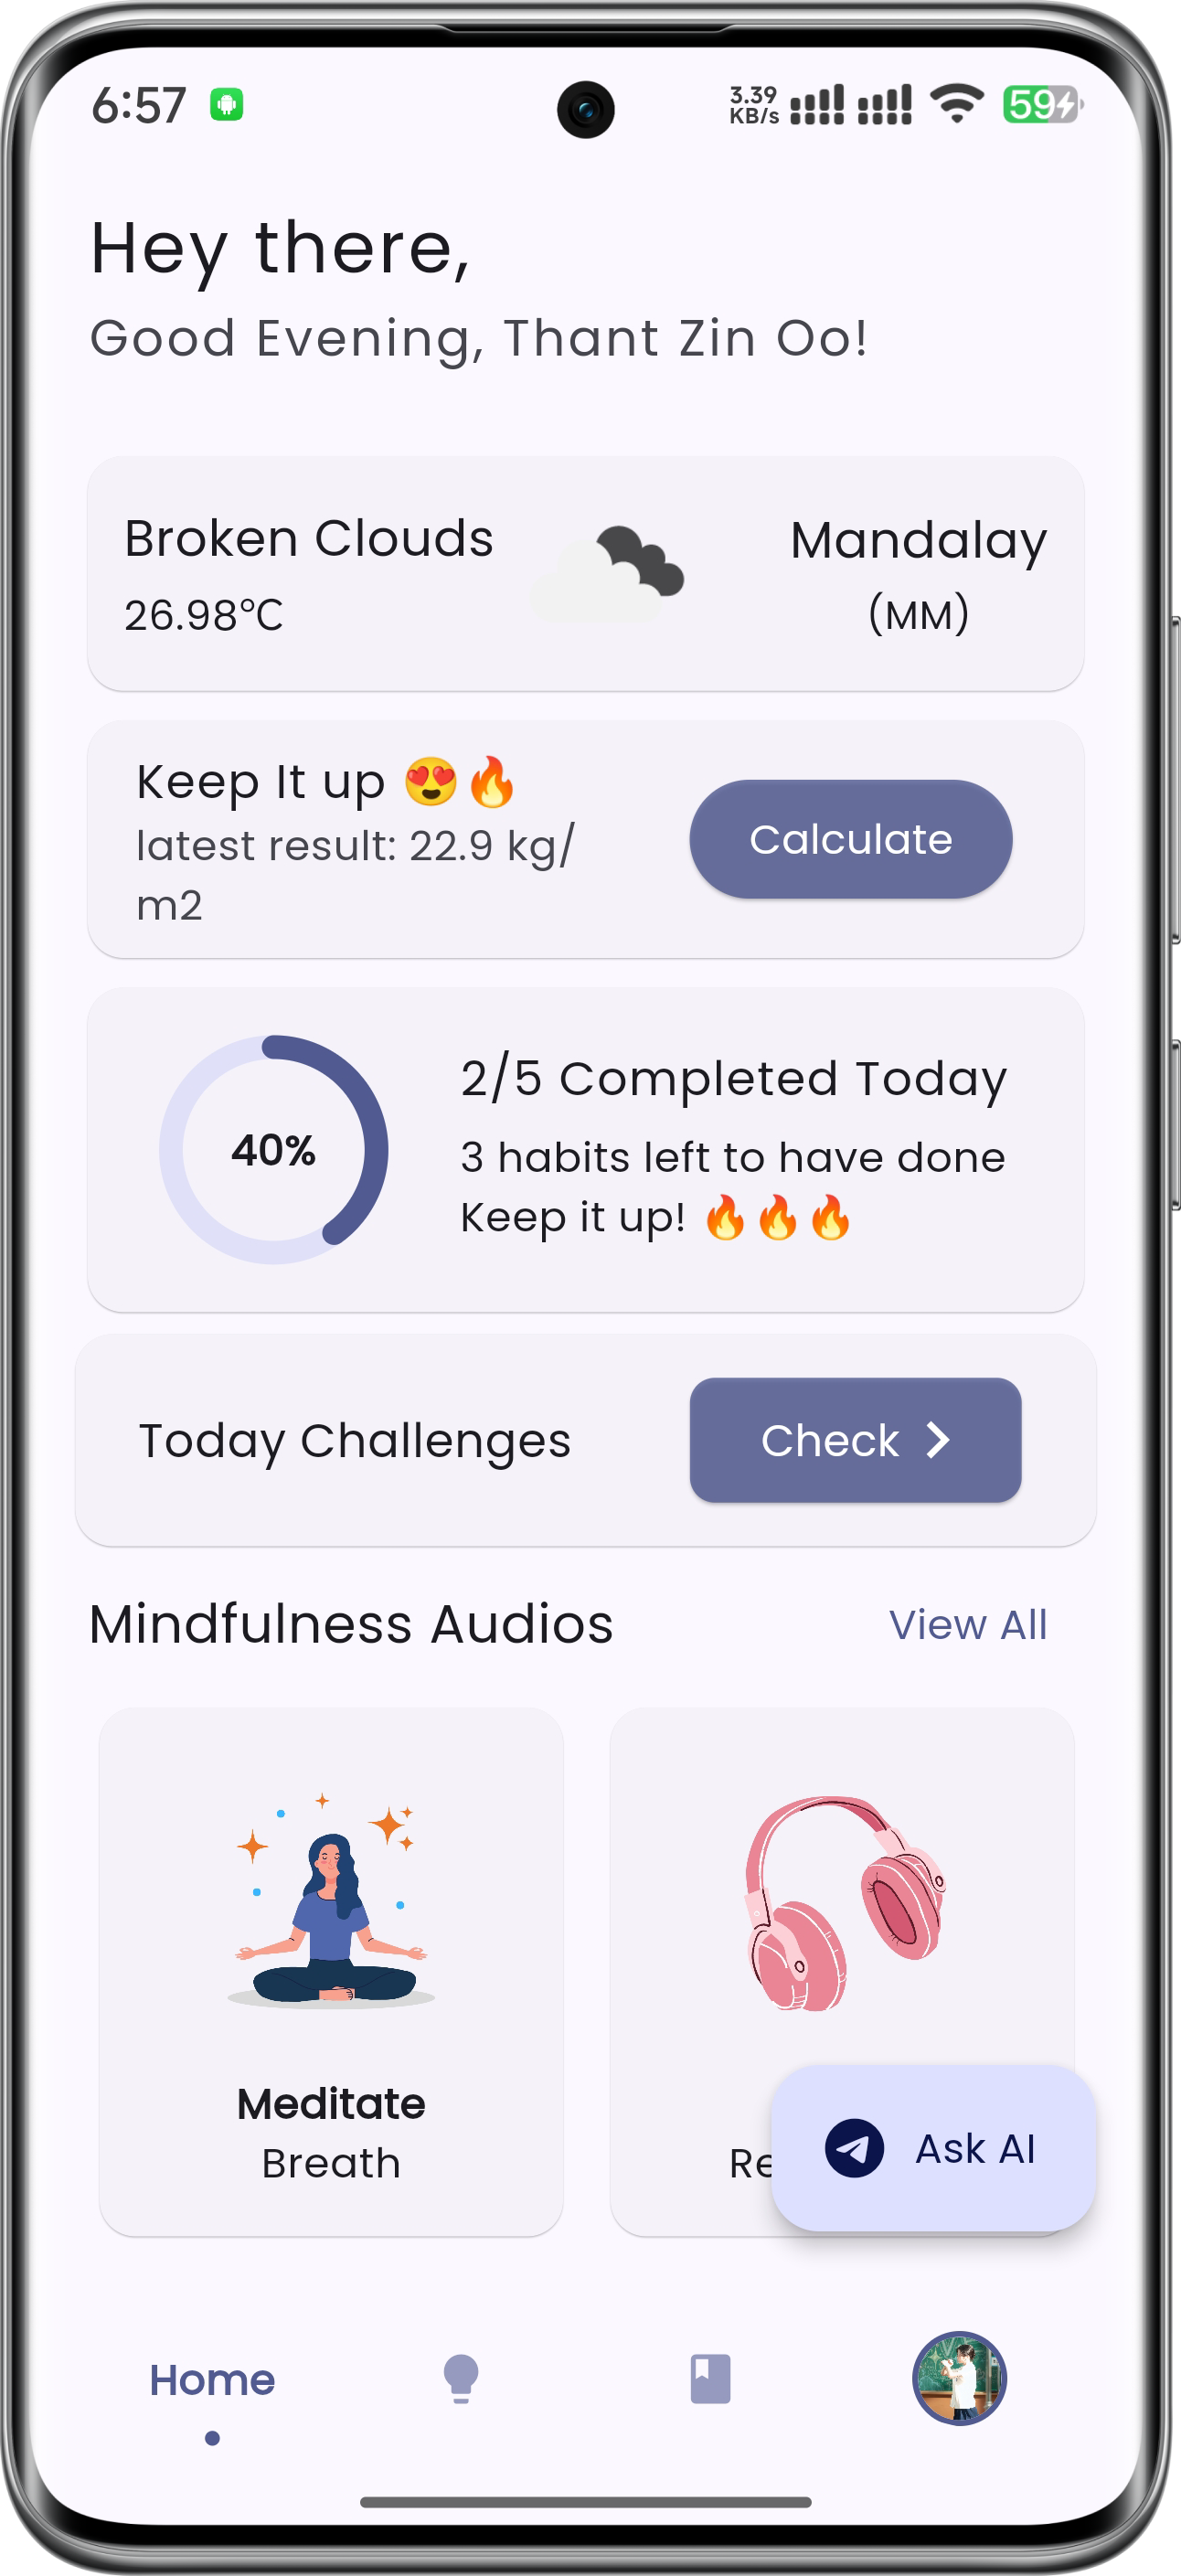 6:57
3.39
KB/s
59
Hey there,
Good Evening, Thant Zin Oo!
Broken Clouds
26.98°C
Mandalay
(MM)
Keep It up 😍🔥
latest result: 22.9 kg/
m2
Calculate
40%
2/5 Completed Today
3 habits left to have done
Keep it up! 🔥🔥🔥
Today Challenges
Check
Mindfulness Audios
View All
Meditate
Breath
Ask AI
Home